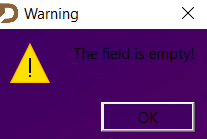 Warning
The field is empty!
OK